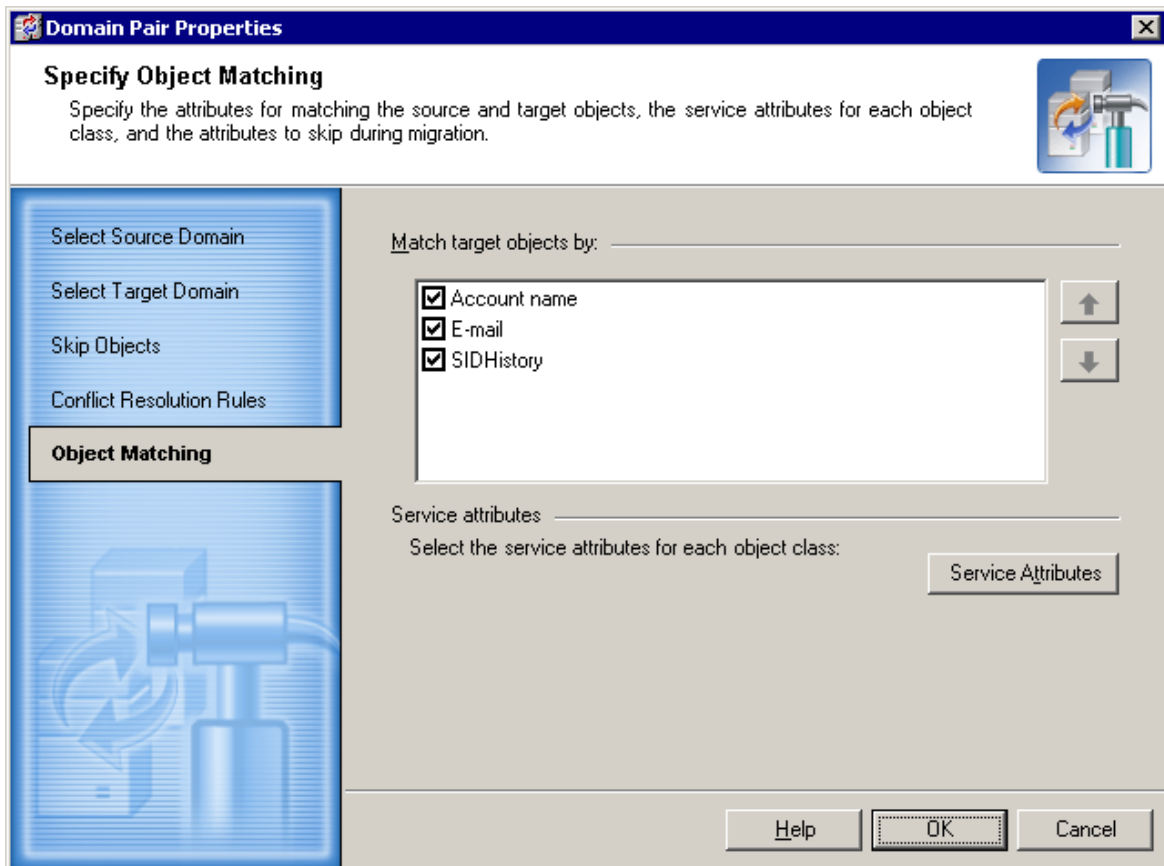 Domain Pair Properties
Specify Object Matching
Specify the attributes for matching the source and target objects, the service attributes for each object
class, and the attributes to skip during migration.
Select Source Domain
Select Target Domain
Skip Objects
Conflict Resolution Rules
Object Matching
Match target objects by:
Account name
E-mail
SIDHistory
Service attributes
Select the service attributes for each object class:
Service Attributes
Help
OK
Cancel